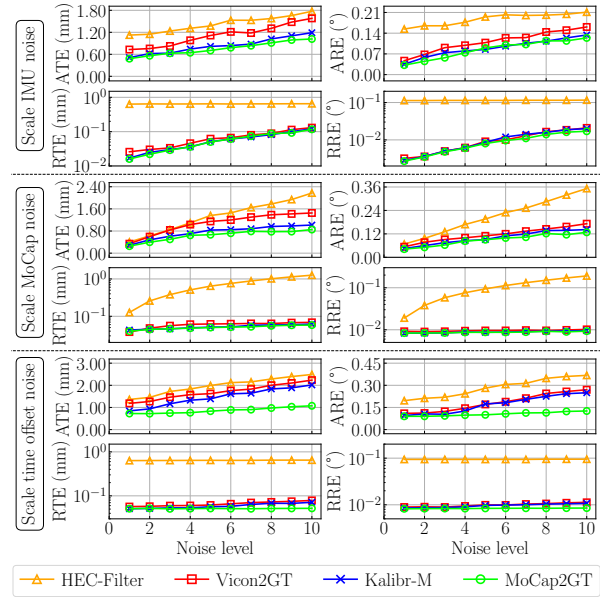 Scale IMU noise
ATE (mm)
1.80
1.20
0.60
0.00
ARE (°)
0.21
0.14
0.07
0.00
RTE (mm)
10^0
10^-1
10^-2
RRE (°)
10^-1
10^-2
Scale MoCap noise
ATE (mm)
2.40
1.60
0.80
0.00
ARE (°)
0.36
0.24
0.12
0.00
RTE (mm)
10^0
10^-1
RRE (°)
10^-1
10^-2
Scale time offset noise
ATE (mm)
3.00
2.00
1.00
0.00
ARE (°)
0.45
0.30
0.15
0.00
RTE (mm)
10^0
10^-1
RRE (°)
10^-1
10^-2
0 2 4 6 8 10
Noise level
0 2 4 6 8 10
Noise level
HEC-Filter Vicon2GT Kalibr-M MoCap2GT